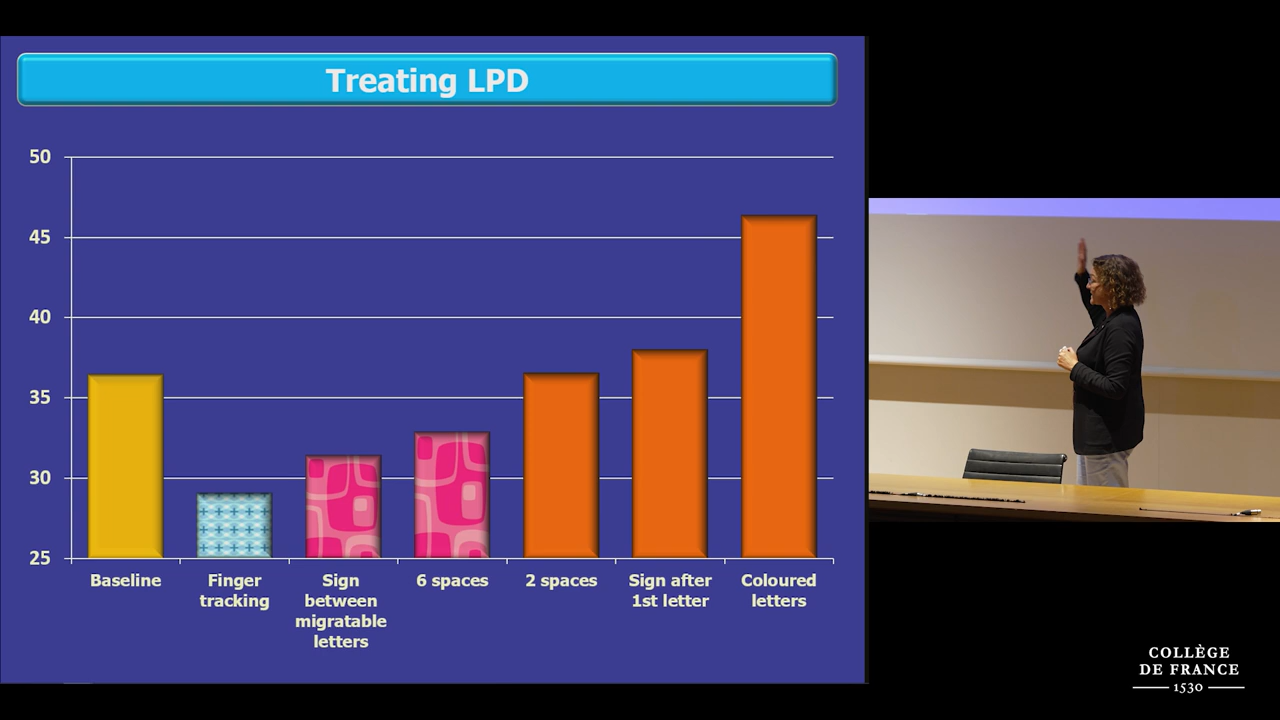 Treating LPD
50
45
40
35
30
25
Baseline
Finger
tracking
Sign
between
migratable
letters
6 spaces
2 spaces
Sign after
1st letter
Coloured
letters
COLLÈGE
DE FRANCE
1530